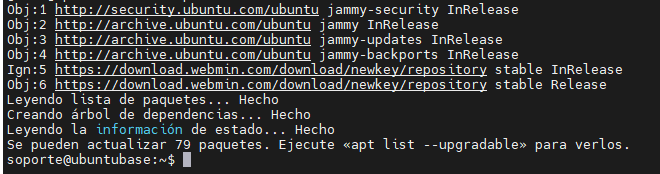 Obj:1 http://security.ubuntu.com/ubuntu jammy-security InRelease
Obj:2 http://archive.ubuntu.com/ubuntu jammy InRelease
Obj:3 http://archive.ubuntu.com/ubuntu jammy-updates InRelease
Obj:4 http://archive.ubuntu.com/ubuntu jammy-backports InRelease
Ign:5 https://download.webmin.com/download/newkey/repository stable InRelease
Obj:6 https://download.webmin.com/download/newkey/repository stable Release
Leyendo lista de paquetes... Hecho
Creando árbol de dependencias... Hecho
Leyendo la información de estado... Hecho
Se pueden actualizar 79 paquetes. Ejecute «apt list --upgradable» para verlos.
soporte@ubuntubase:~$